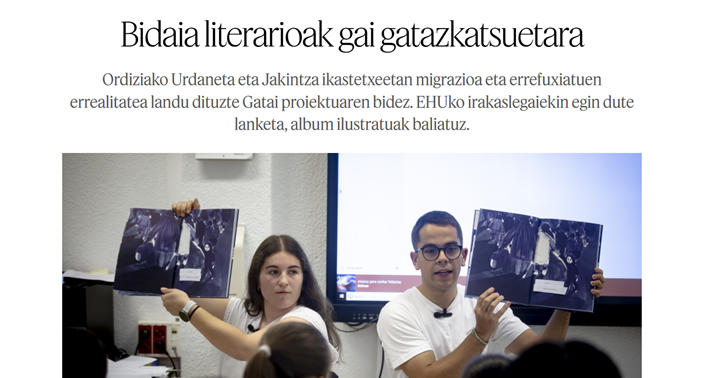 Bidaia literarioak gai gatazkatsuetara
Ordiziako Urdaneta eta Jakintza ikastetxeetan migrazioa eta errefuxiatuen
errealitatea landu dituzte Gatai proiektuaren bidez. EHUko irakaslegaiekin egin dute
lanketa, album ilustratuak baliatuz.